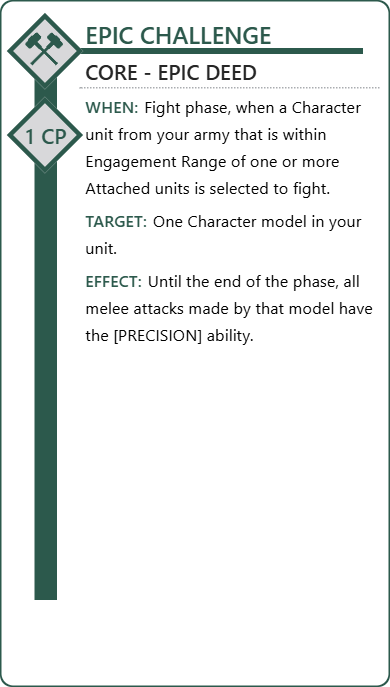 EPIC CHALLENGE
CORE - EPIC DEED
1 CP
WHEN: Fight phase, when a Character
unit from your army that is within
Engagement Range of one or more
Attached units is selected to fight.
TARGET: One Character model in your
unit.
EFFECT: Until the end of the phase, all
melee attacks made by that model have
the [PRECISION] ability.